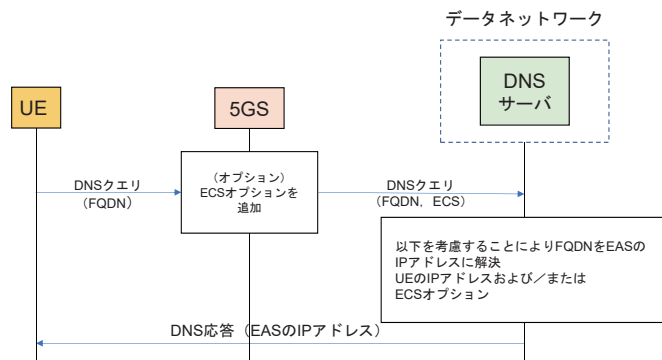 データネットワーク
DNS
サーバ
UE
5GS
(オプション)
ECSオプションを
追加
DNSクエリ
(FQDN)
DNSクエリ
(FQDN, ECS)
以下を考慮することによりFQDNをEASの
IPアドレスに解決
UEのIPアドレスおよび／または
ECSオプション
DNS応答 (EASのIPアドレス)